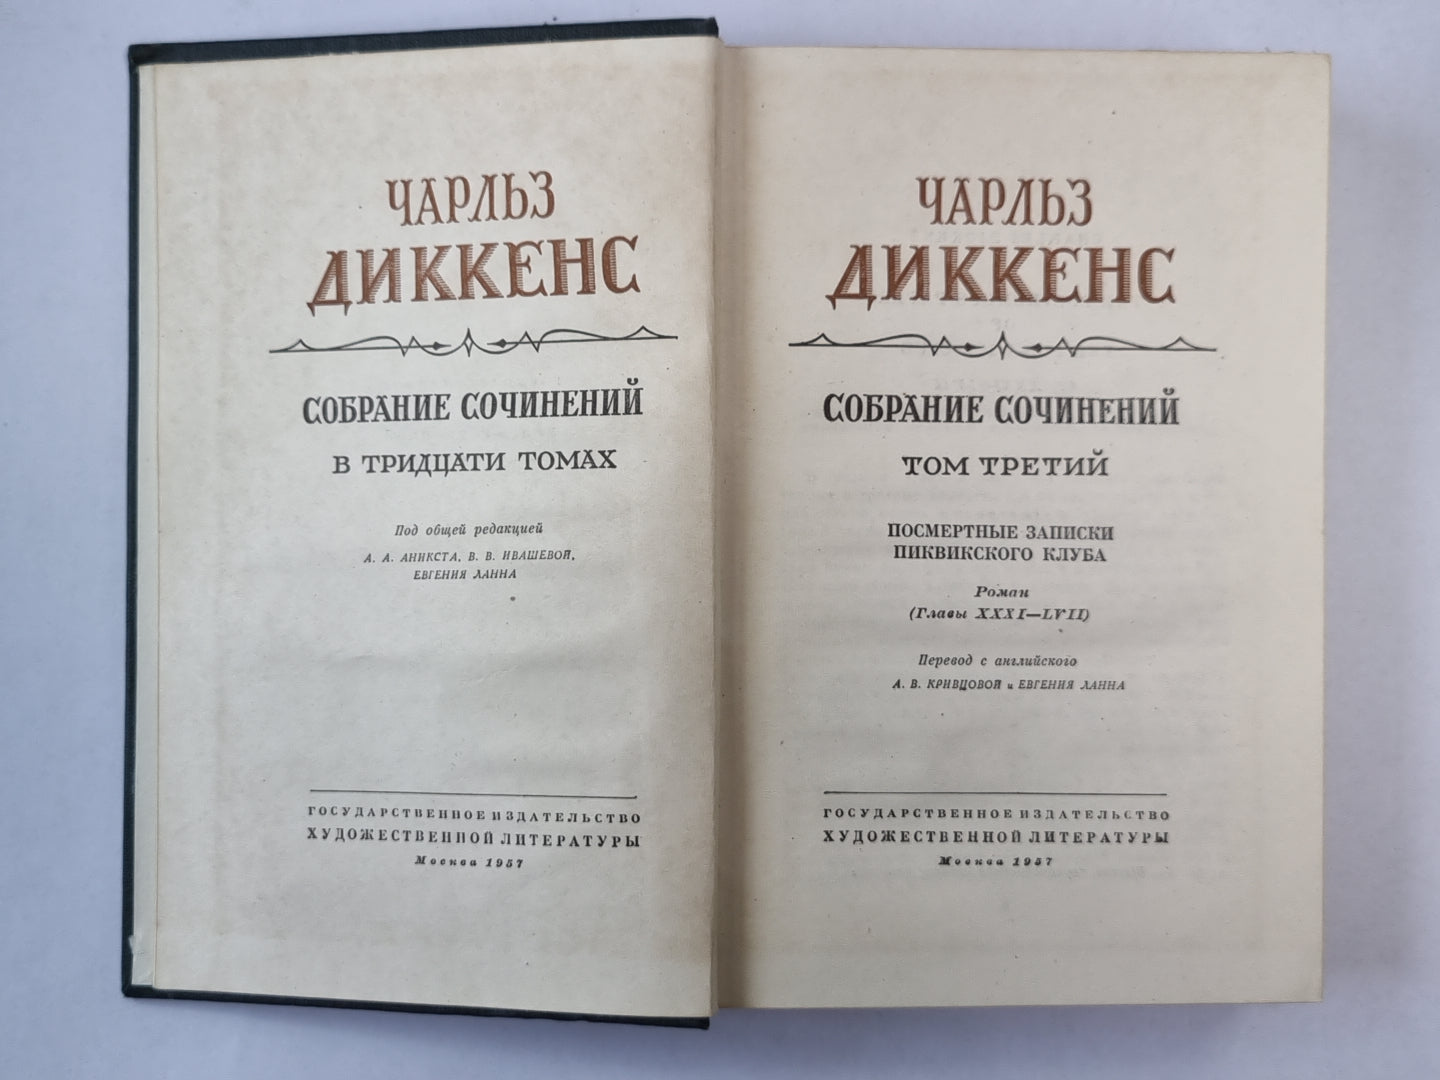 ЧАРЛЬЗ
ДИККЕНС
СОБРАНИЕ СОЧИНЕНИЙ
В ТРИДЦАТИ ТОМАХ
Под общей редакцией
А. А. АНИКСТА, В. В. ИВАШЕВОЙ,
ЕВГЕНИЯ ЛАННА
ГОСУДАРСТВЕННОЕ ИЗДАТЕЛЬСТВО
ХУДОЖЕСТВЕННОЙ ЛИТЕРАТУРЫ
Москва 1957
ЧАРЛЬЗ
ДИККЕНС
СОБРАНИЕ СОЧИНЕНИЙ
ТОМ ТРЕТИЙ
ПОСМЕРТНЫЕ ЗАПИСКИ
ПИКВИКСКОГО КЛУБА
Роман
(Главы XXXI—LVII)
Перевод с английского
А. В. КРИВЦОВОЙ и ЕВГЕНИЯ ЛАННА
ГОСУДАРСТВЕННОЕ ИЗДАТЕЛЬСТВО
ХУДОЖЕСТВЕННОЙ ЛИТЕРАТУРЫ
Москва 1957